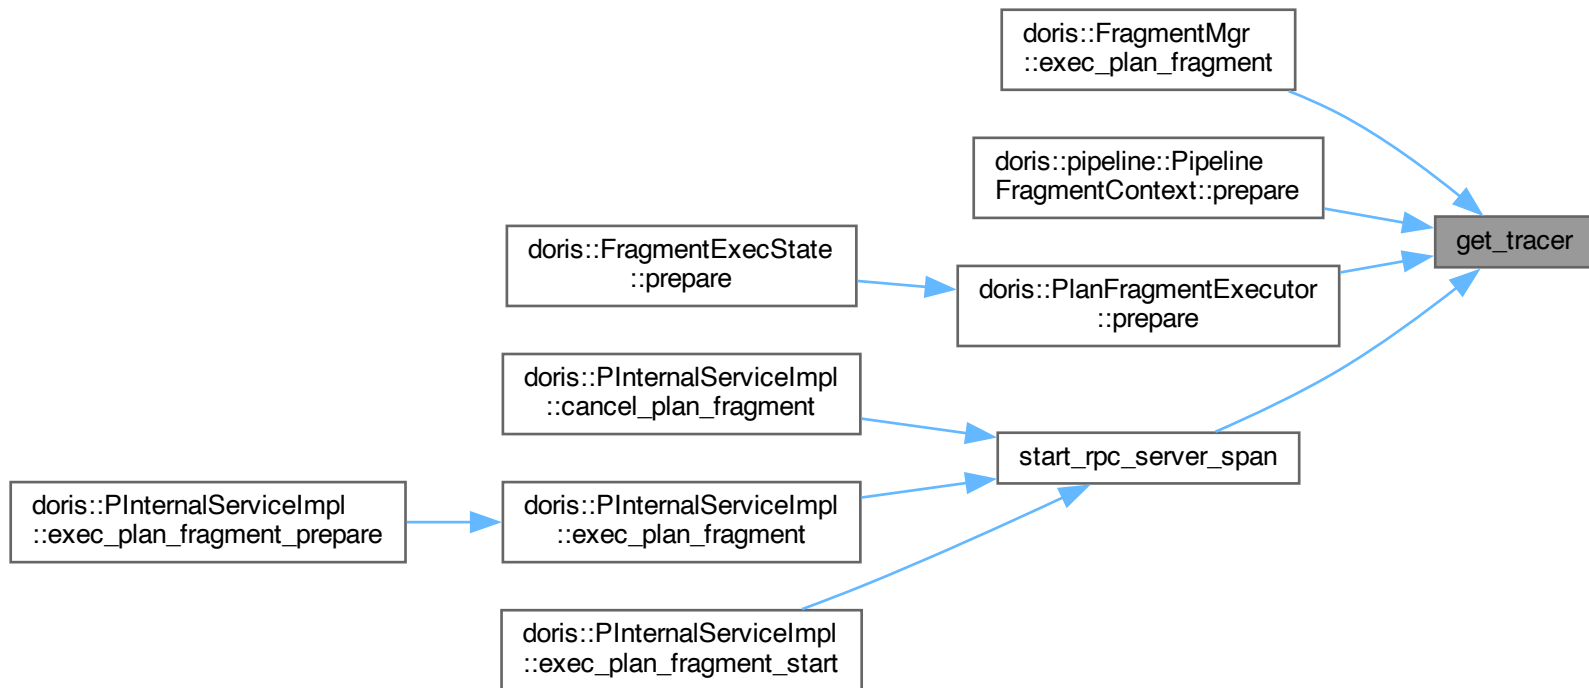 doris::FragmentMgr
::exec_plan_fragment
doris::pipeline::Pipeline
FragmentContext::prepare
get_tracer
doris::FragmentExecState
::prepare
doris::PlanFragmentExecutor
::prepare
doris::PInternalServiceImpl
::cancel_plan_fragment
start_rpc_server_span
doris::PInternalServiceImpl
::exec_plan_fragment_prepare
doris::PInternalServiceImpl
::exec_plan_fragment
doris::PInternalServiceImpl
::exec_plan_fragment_start